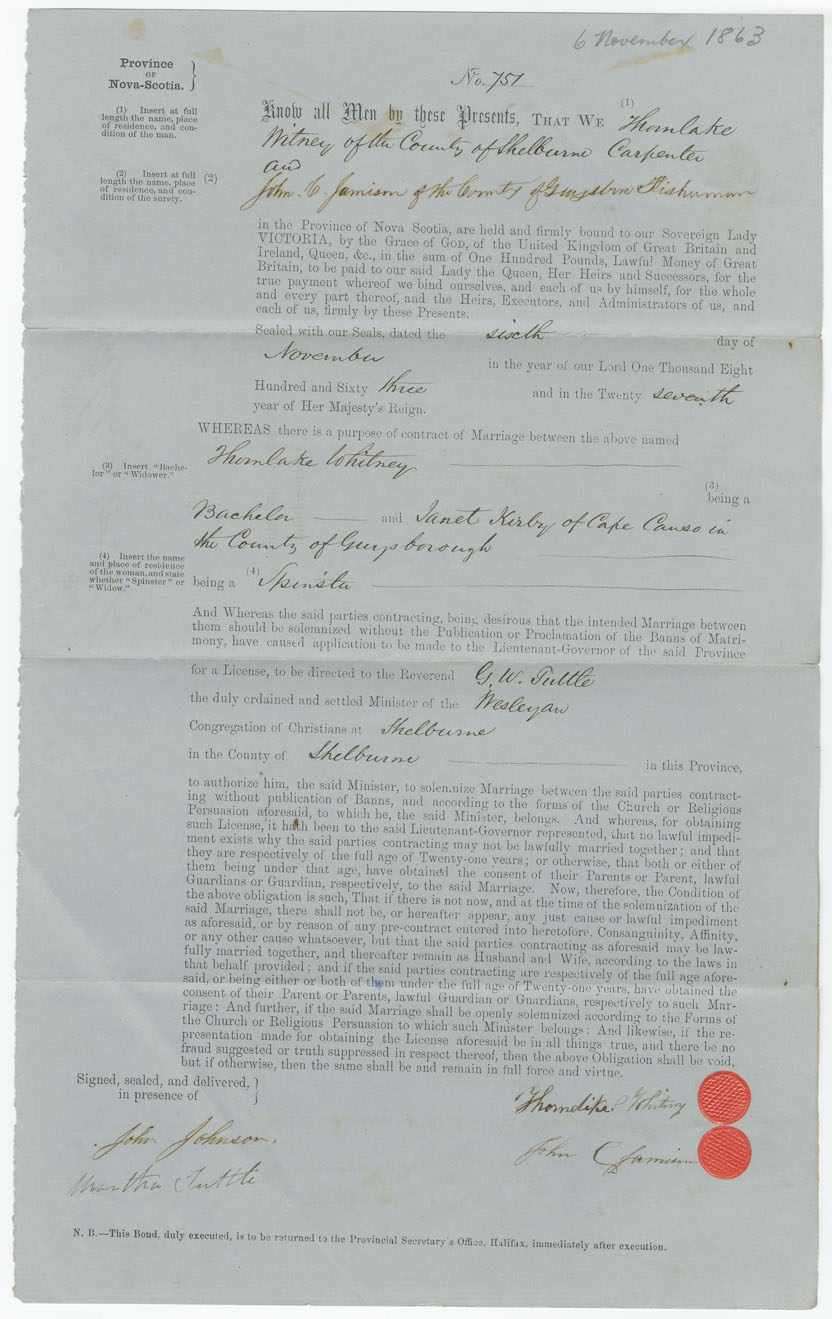 6 November 1863
Province
OF
Nova-Scotia.
No. 751
(1) Insert at full
length the name, place
of residence, and con-
dition of the man.
Know all Men by these Presents, THAT WE (1) Thornlake
Witney of the County of Shelburne Carpenter
and
(2) Insert at full
length the name, place
of residence, and con-
dition of the surety.
(2) John C. Jamison of the County of Guysboro Fisherman
in the Province of Nova Scotia, are held and firmly bound to our Sovereign Lady
VICTORIA, by the Grace of GOD, of the United Kingdom of Great Britain and
Ireland, Queen, &c., in the sum of One Hundred Pounds, Lawful Money of Great
Britain, to be paid to our said Lady the Queen, Her Heirs and Successors, for the
true payment whereof we bind ourselves, and each of us by himself, for the whole
and every part thereof, and the Heirs, Executors, and Administrators of us, and
each of us, firmly by these Presents.
Sealed with our Seals, dated the sixth day of
November in the year of our Lord One Thousand Eight
Hundred and Sixty three and in the Twenty seventh
year of Her Majesty's Reign.
WHEREAS there is a purpose of contract of Marriage between the above named
Thornlake Whitney
(3) Insert "Bache-
lor" or "Widower."
(3)
being a
Bachelor and Janet Kirby of Cape Canso in
the County of Guysborough
(4) Insert the name
and place of residence
of the woman, and state
whether "Spinster" or
"Widow."
being a (4) Spinster
And Whereas the said parties contracting, being desirous that the intended Marriage between
them should be solemnized without the Publication or Proclamation of the Banns of Matri-
mony, have caused application to be made to the Lieutenant-Governor of the said Province
for a License, to be directed to the Reverend G. W. Tuttle
the duly ordained and settled Minister of the Wesleyan
Congregation of Christians at Shelburne
in the County of Shelburne in this Province,
to authorize him, the said Minister, to solemnize Marriage between the said parties contract-
ing without publication of Banns, and according to the forms of the Church or Religious
Persuasion aforesaid, to which he, the said Minister, belongs. And whereas, for obtaining
such License, it hath been to the said Lieutenant-Governor represented, that no lawful impedi-
ment exists why the said parties contracting may not be lawfully married together; and that
they are respectively of the full age of Twenty-one years; or otherwise, that both or either of
them being under that age, have obtained the consent of their Parents or Parent, lawful
Guardians or Guardian, respectively, to the said Marriage. Now, therefore, the Condition of
the above obligation is such, That if there is not now, and at the time of the solemnization of the
said Marriage, there shall not be, or hereafter appear, any just cause or lawful impediment
as aforesaid, or by reason of any pre-contract entered into heretofore, Consanguinity, Affinity,
or any other cause whatsoever, but that the said parties contracting as aforesaid may be law-
fully married together, and thereafter remain as Husband and Wife, according to the laws in
that behalf provided; and if the said parties contracting are respectively of the full age afore-
said, or being either or both of them under the full age of Twenty-one years, have obtained the
consent of their Parent or Parents, lawful Guardian or Guardians, respectively to such Mar-
riage: And further, if the said Marriage shall be openly solemnized according to the Forms of
the Church or Religious Persuasion to which such Minister belongs: And likewise, if the re-
presentation made for obtaining the License aforesaid be in all things true, and there be no
fraud suggested or truth suppressed in respect thereof, then the above Obligation shall be void,
but if otherwise, then the same shall be and remain in full force and virtue.
Signed, sealed, and delivered,
in presence of
Thorndike Whitny
John Johnson.
John C Jamison
Martha Tuttle
N. B.—This Bond, duly executed, is to be returned to the Provincial Secretary's Office, Halifax, immediately after execution.